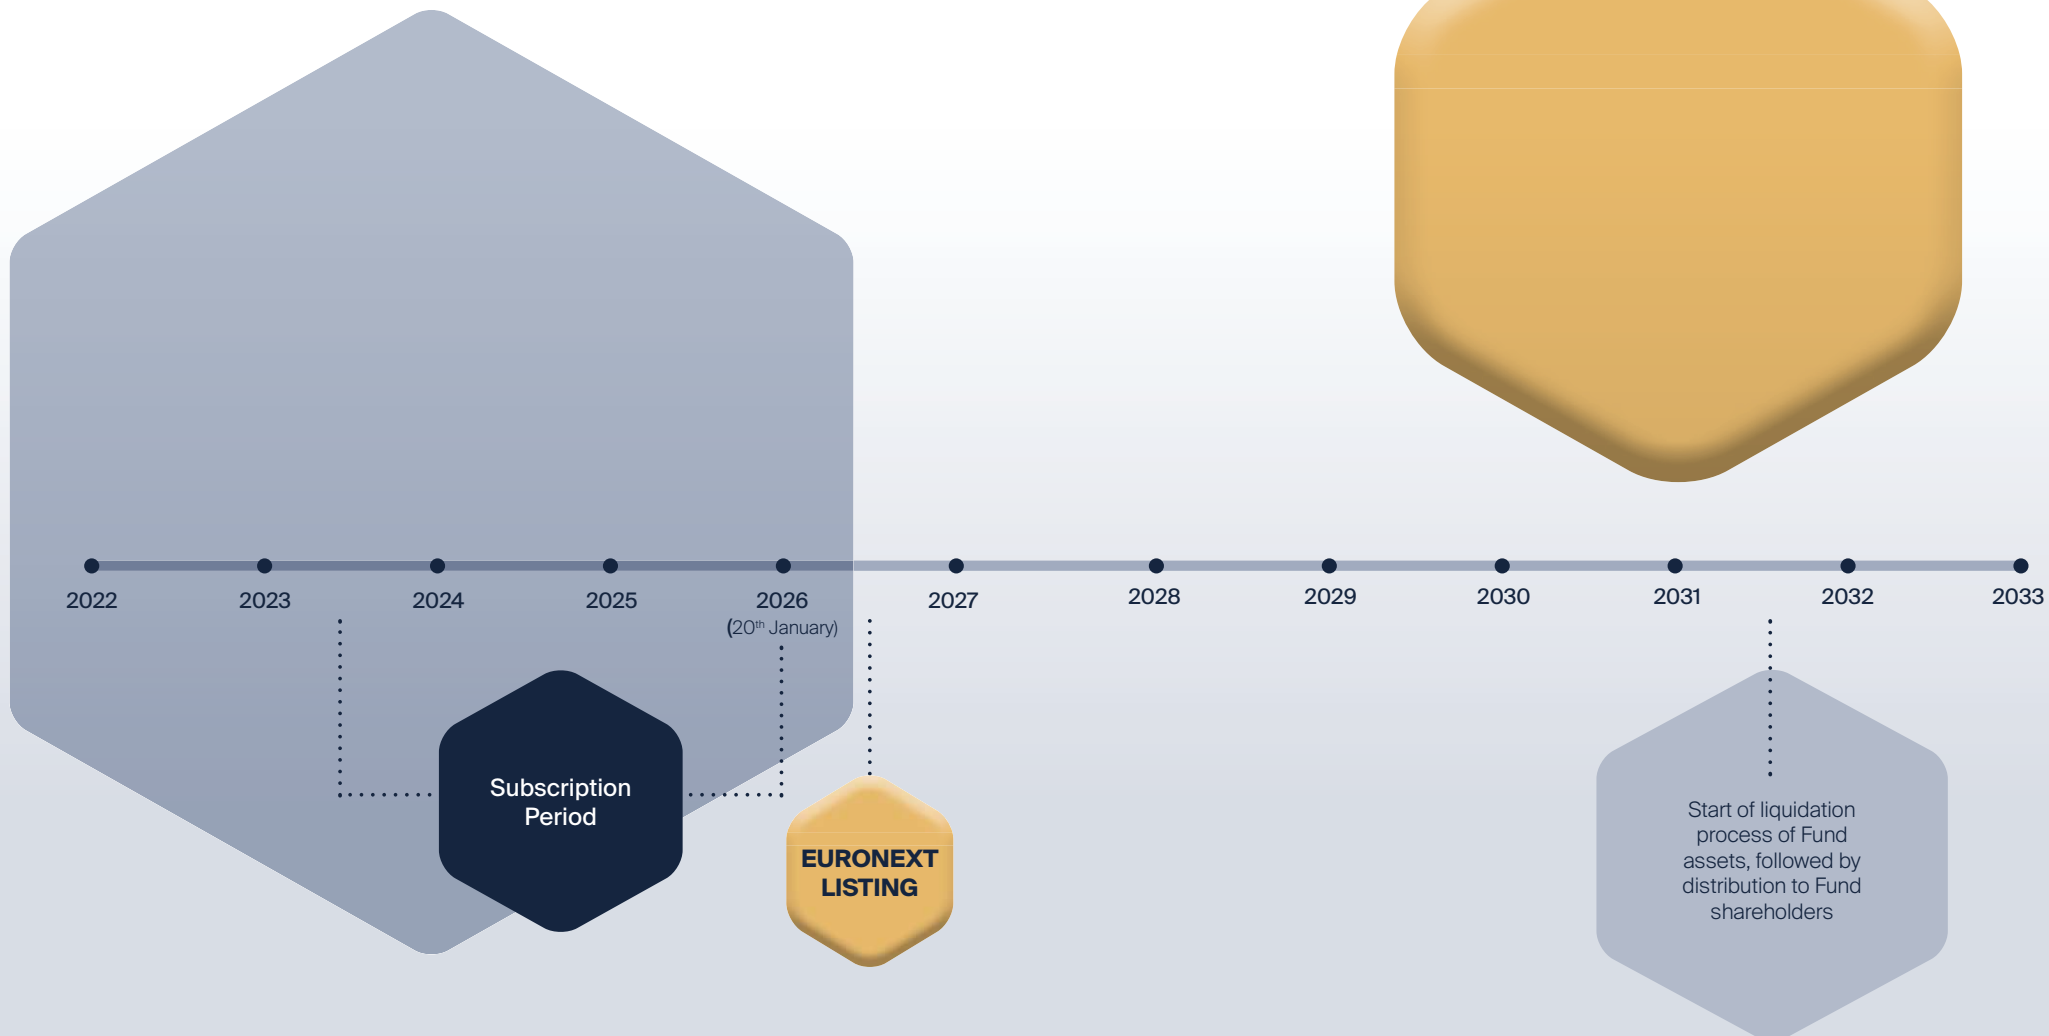 2022 2023 2024 2025 2026 2027 2028 2029 2030 2031 2032 2033
(20th January)
Subscription
Period
EURONEXT
LISTING
Start of liquidation
process of Fund
assets, followed by
distribution to Fund
shareholders